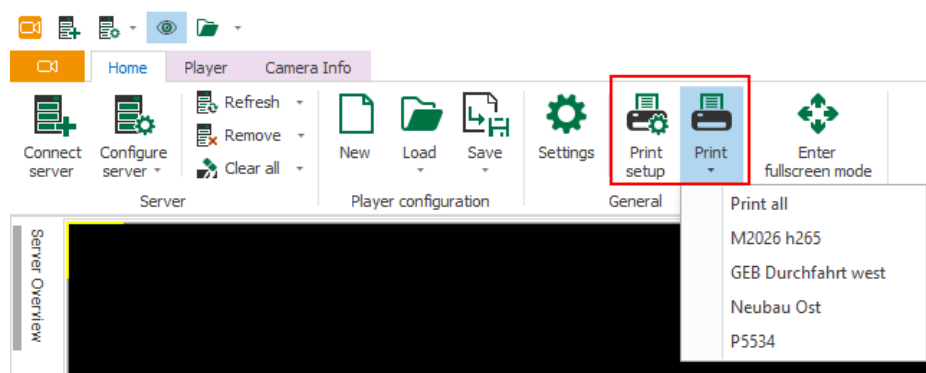 Home Player Camera Info
Connect server
Configure server
Refresh
Remove
Clear all
New
Load
Save
Settings
Print setup
Print
Enter fullscreen mode
Server
Player configuration
General
Print all
M2026 h265
GEB Durchfahrt west
Neubau Ost
P5534
Server Overview